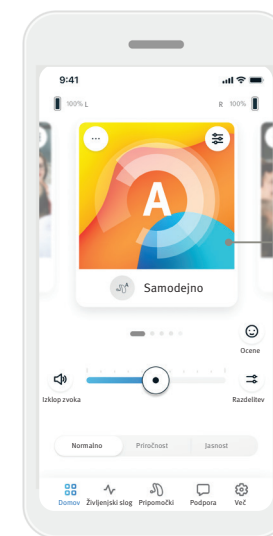 9:41
100% L
R 100%
A
Samodejno
Ocene
Izklop zvoka
Razdelitev
Normalno Priročnost Jasnost
Domov Življenjski slog Pripomočki Podpora Več